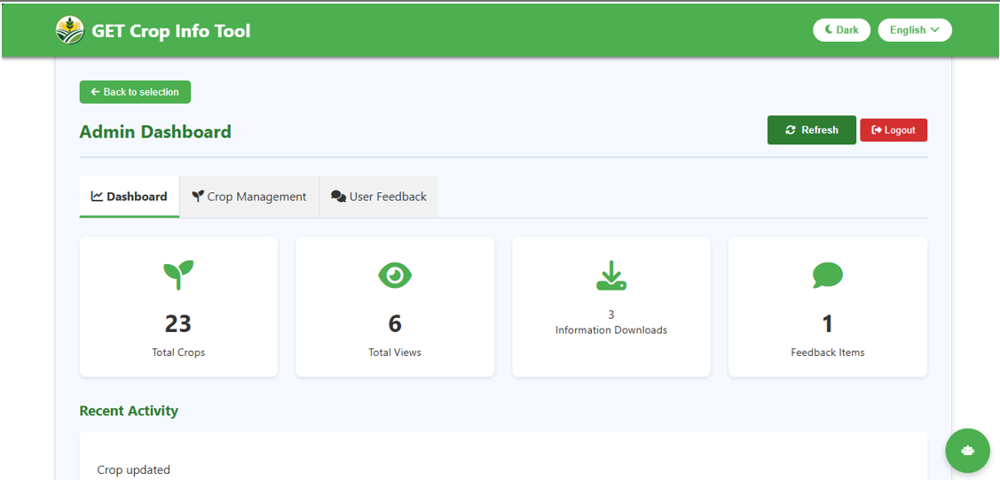 GET Crop Info Tool
Dark
English
Back to selection
Admin Dashboard
Refresh
Logout
Dashboard
Crop Management
User Feedback
23
Total Crops
6
Total Views
3
Information Downloads
1
Feedback Items
Recent Activity
Crop updated